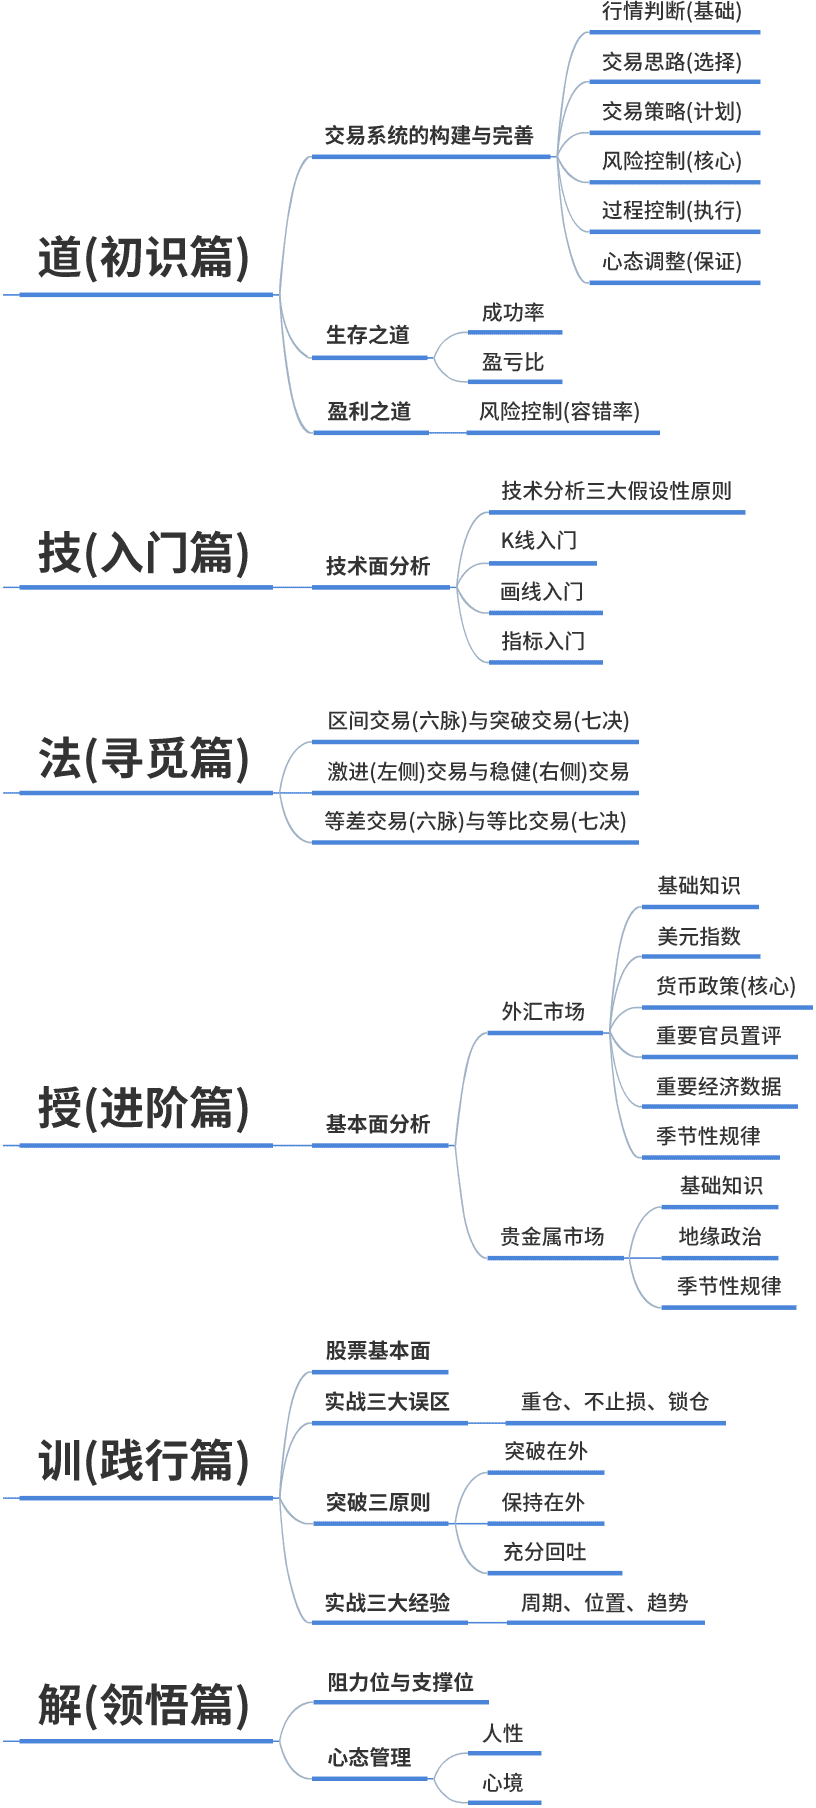 道(初识篇)
交易系统的构建与完善
行情判断(基础)
交易思路(选择)
交易策略(计划)
风险控制(核心)
过程控制(执行)
心态调整(保证)
生存之道
成功率
盈亏比
盈利之道
风险控制(容错率)
技(入门篇)
技术面分析
技术分析三大假设性原则
K线入门
画线入门
指标入门
法(寻觅篇)
区间交易(六脉)与突破交易(七决)
激进(左侧)交易与稳健(右侧)交易
等差交易(六脉)与等比交易(七决)
授(进阶篇)
基本面分析
外汇市场
基础知识
美元指数
货币政策(核心)
重要官员置评
重要经济数据
季节性规律
贵金属市场
基础知识
地缘政治
季节性规律
训(践行篇)
股票基本面
实战三大误区
重仓、不止损、锁仓
突破三原则
突破在外
保持在外
充分回吐
实战三大经验
周期、位置、趋势
解(领悟篇)
阻力位与支撑位
心态管理
人性
心境